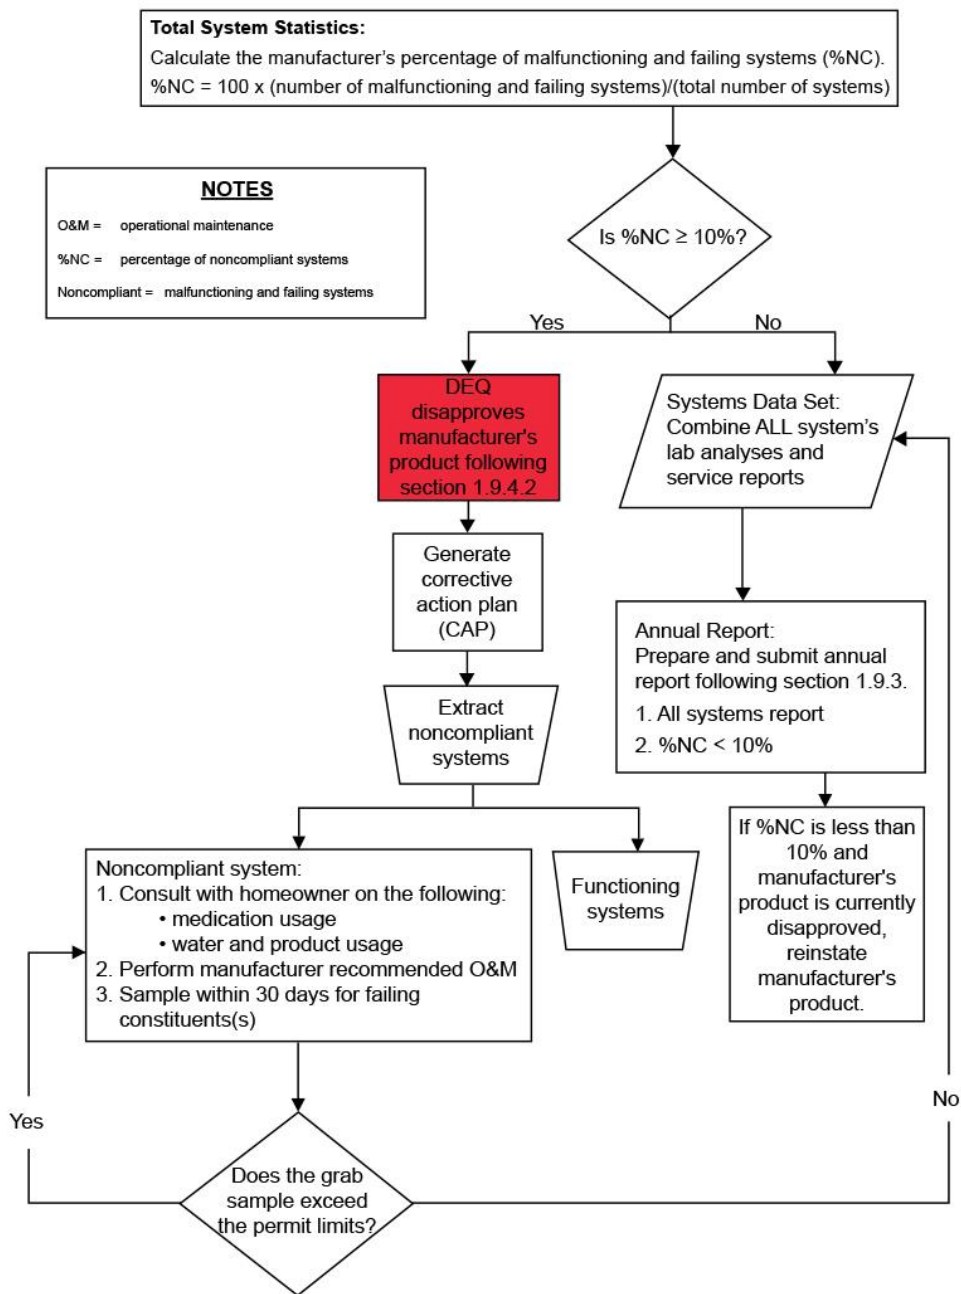 Total System Statistics:
Calculate the manufacturer’s percentage of malfunctioning and failing systems (%NC).
%NC = 100 x (number of malfunctioning and failing systems)/(total number of systems)
NOTES
O&M = operational maintenance
%NC = percentage of noncompliant systems
Noncompliant = malfunctioning and failing systems
Is %NC ≥ 10%?
Yes
No
DEQ
disapproves
manufacturer's
product following
section 1.9.4.2
Systems Data Set:
Combine ALL system’s
lab analyses and
service reports
Generate
corrective
action plan
(CAP)
Annual Report:
Prepare and submit annual
report following section 1.9.3.
1. All systems report
2. %NC < 10%
Extract
noncompliant
systems
If %NC is less than
10% and
manufacturer's
product is currently
disapproved,
reinstate
manufacturer's
product.
Noncompliant system:
1. Consult with homeowner on the following:
• medication usage
• water and product usage
2. Perform manufacturer recommended O&M
3. Sample within 30 days for failing
constituents(s)
Functioning
systems
Yes
No
Does the grab
sample exceed
the permit limits?